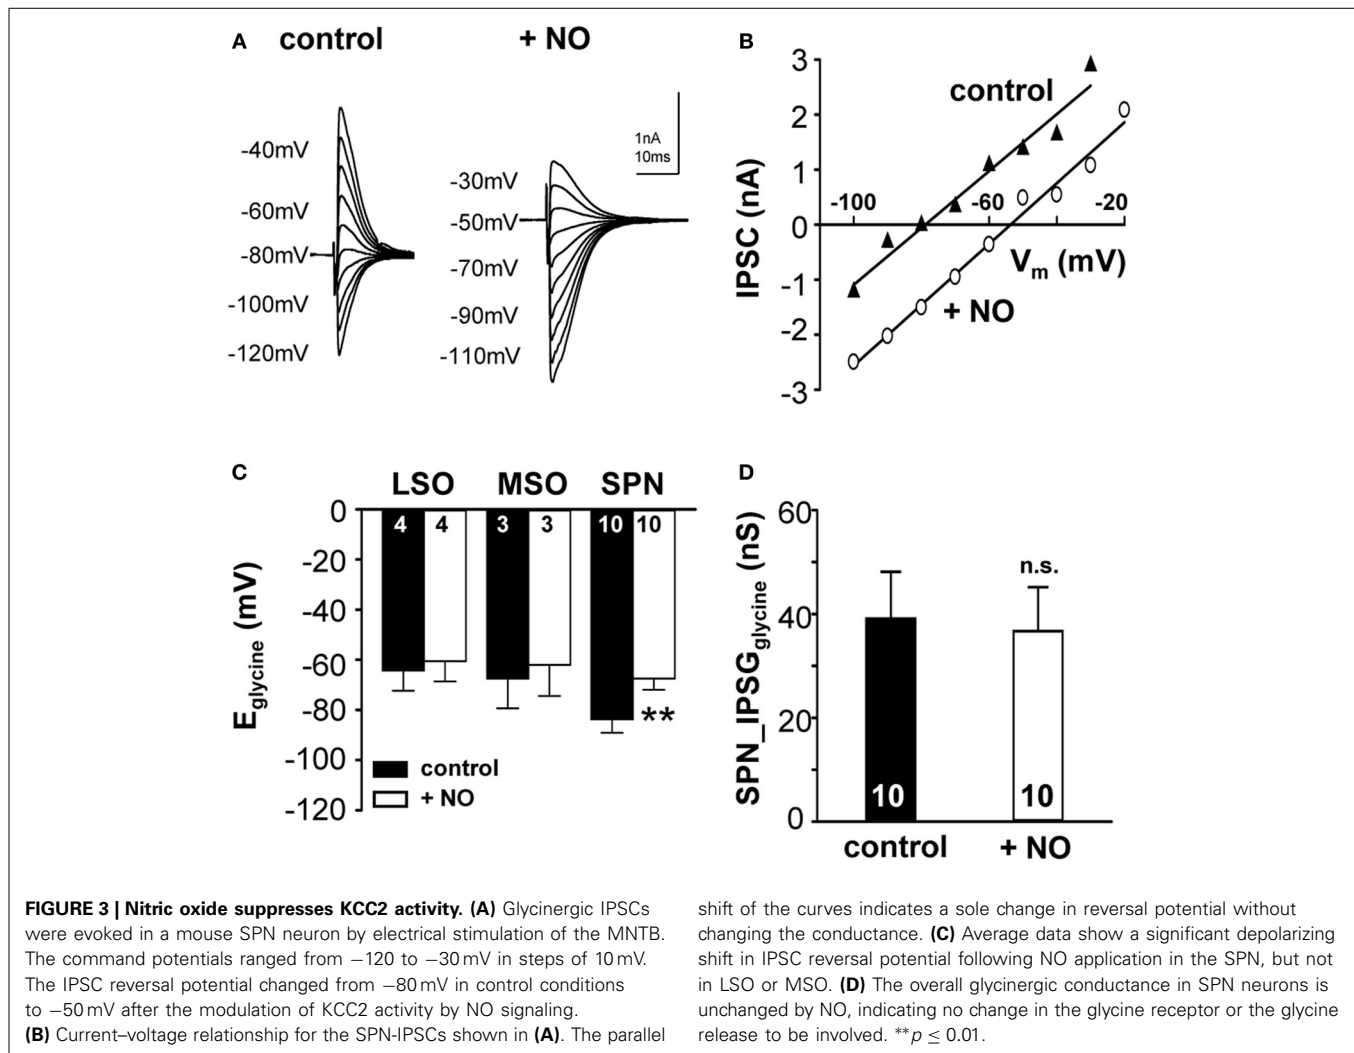 A
control
+ NO
-40mV
-60mV
-80mV
-100mV
-120mV
-30mV
-50mV
-70mV
-90mV
-110mV
1nA
10ms
B
IPSC (nA)
3
2
1
0
-1
-2
-3
-100
-60
-20
control
Vm (mV)
+ NO
C
LSO MSO SPN
Eglycine (mV)
0
-20
-40
-60
-80
-100
-120
4 4 3 3 10 10
**
control
+ NO
D
SPN_IPSGglycine (nS)
60
40
20
0
n.s.
10 10
control + NO
FIGURE 3 | Nitric oxide suppresses KCC2 activity. (A) Glycinergic IPSCs
were evoked in a mouse SPN neuron by electrical stimulation of the MNTB.
The command potentials ranged from −120 to −30 mV in steps of 10 mV.
The IPSC reversal potential changed from −80 mV in control conditions
to −50 mV after the modulation of KCC2 activity by NO signaling.
(B) Current–voltage relationship for the SPN-IPSCs shown in (A). The parallel
shift of the curves indicates a sole change in reversal potential without
changing the conductance. (C) Average data show a significant depolarizing
shift in IPSC reversal potential following NO application in the SPN, but not
in LSO or MSO. (D) The overall glycinergic conductance in SPN neurons is
unchanged by NO, indicating no change in the glycine receptor or the glycine
release to be involved. **p ≤ 0.01.